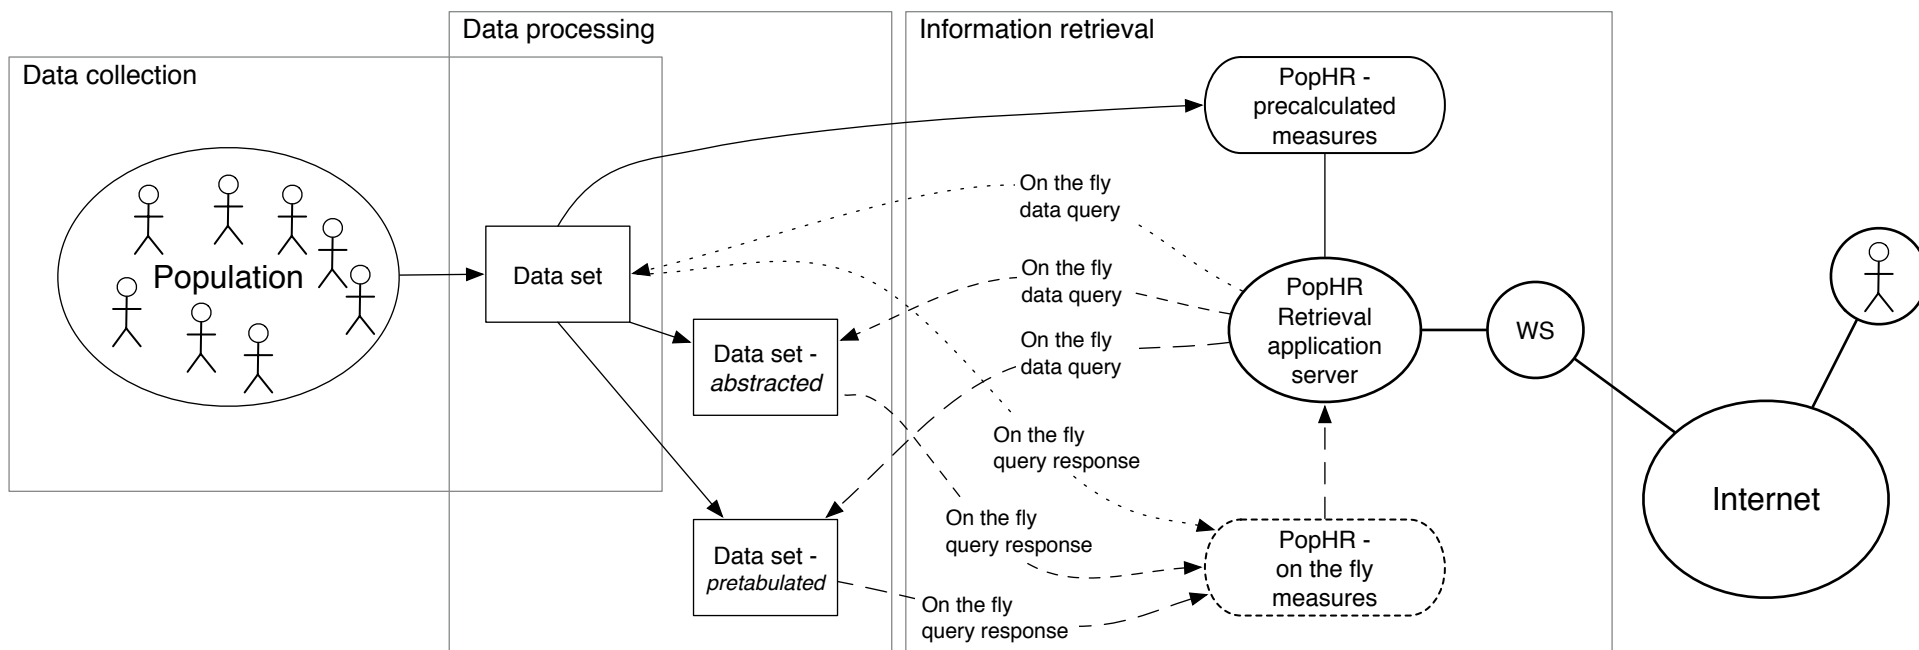 Data collection
Data processing
Information retrieval
Population
Data set
Data set -
abstracted
Data set -
pretabulated
PopHR -
precalculated
measures
On the fly
data query
On the fly
data query
On the fly
data query
On the fly
query response
On the fly
query response
On the fly
query response
PopHR
Retrieval
application
server
PopHR -
on the fly
measures
WS
Internet